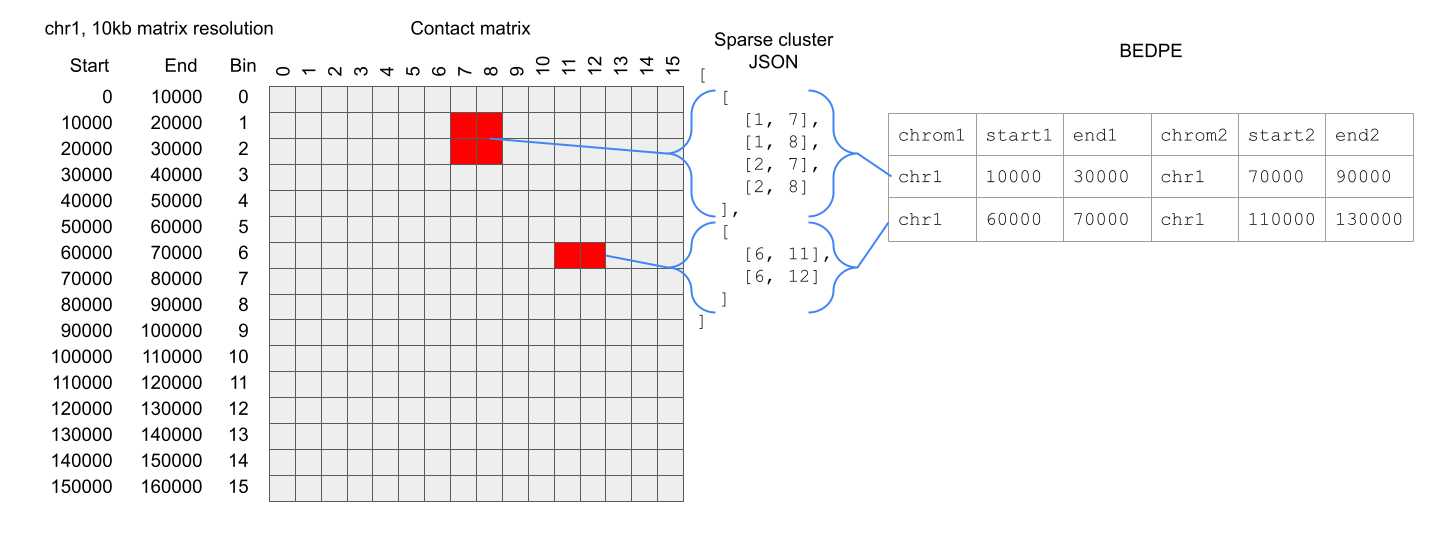 chr1, 10kb matrix resolution
Contact matrix
Sparse cluster
JSON
BEDPE
Start End Bin
0 1 2 3 4 5 6 7 8 9 10 11 12 13 14 15
0 10000 0
10000 20000 1
20000 30000 2
30000 40000 3
40000 50000 4
50000 60000 5
60000 70000 6
70000 80000 7
80000 90000 8
90000 100000 9
100000 110000 10
110000 120000 11
120000 130000 12
130000 140000 13
140000 150000 14
150000 160000 15
[
[
[1, 7],
[1, 8],
[2, 7],
[2, 8]
],
[
[6, 11],
[6, 12]
]
]
chrom1 start1 end1 chrom2 start2 end2
chr1 10000 30000 chr1 70000 90000
chr1 60000 70000 chr1 110000 130000